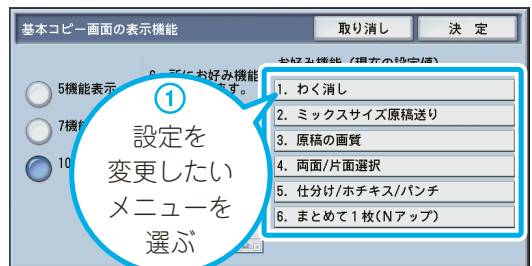 基本コピー画面の表示機能
取り消し
決 定
お好み機能（現在の設定値）
5機能表示
お好み機能
7機
10
①
設定を
変更したい
メニューを
選ぶ
1. わく消し
2. ミックスサイズ原稿送り
3. 原稿の画質
4. 両面/片面選択
5. 仕分け/ホチキス/パンチ
6. まとめて1枚(Nアップ)